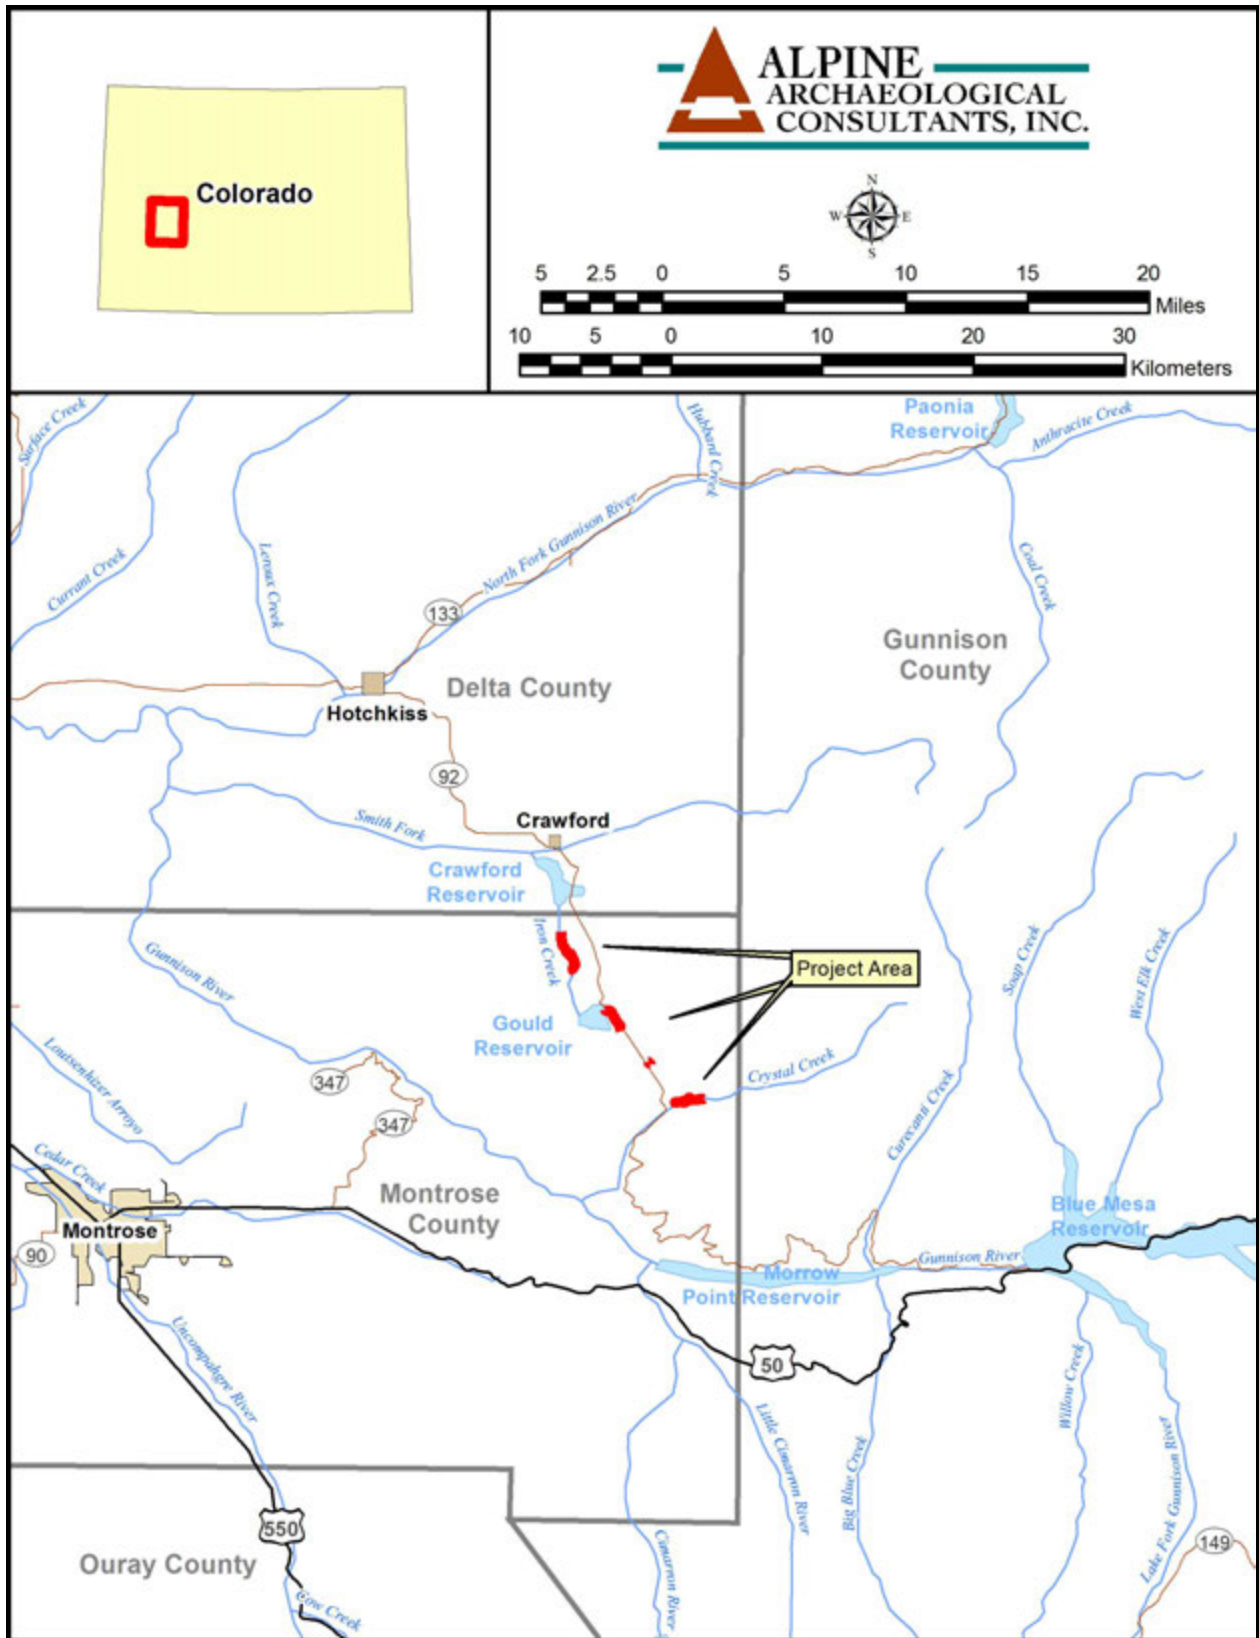 Colorado
ALPINE
ARCHAEOLOGICAL
CONSULTANTS, INC.
N
W E
S
5 2.5 0 5 10 15 20
Miles
10 5 0 10 20 30
Kilometers
Surface Creek
Hubbard Creek
Paonia
Reservoir
Anthracite Creek
Currant Creek
Leroux Creek
North Fork Gunnison River
Coal Creek
133
Gunnison
County
Delta County
Hotchkiss
92
Smith Fork
Crawford
Crawford
Reservoir
Iron Creek
Gunnison River
Project Area
Soap Creek
West Elk Creek
Gould
Reservoir
Loutsenhizer Arroyo
347
Crystal Creek
347
Curecanti Creek
Cedar Creek
Montrose
County
Montrose
90
Blue Mesa
Reservoir
Gunnison River
Morrow
Point Reservoir
Uncompahgre River
50
Willow Creek
Little Cimarron River
Big Blue Creek
Lake Fork Gunnison River
550
Cimarron River
149
Ouray County
Cow Creek